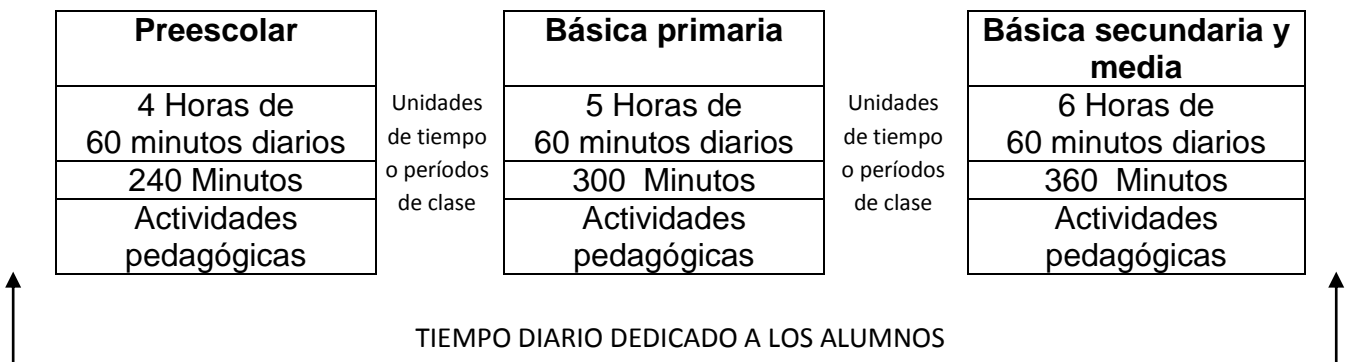 Preescolar
4 Horas de
60 minutos diarios
240 Minutos
Actividades
pedagógicas
Unidades
de tiempo
o períodos
de clase
Básica primaria
5 Horas de
60 minutos diarios
300 Minutos
Actividades
pedagógicas
Unidades
de tiempo
o períodos
de clase
Básica secundaria y
media
6 Horas de
60 minutos diarios
360 Minutos
Actividades
pedagógicas
TIEMPO DIARIO DEDICADO A LOS ALUMNOS